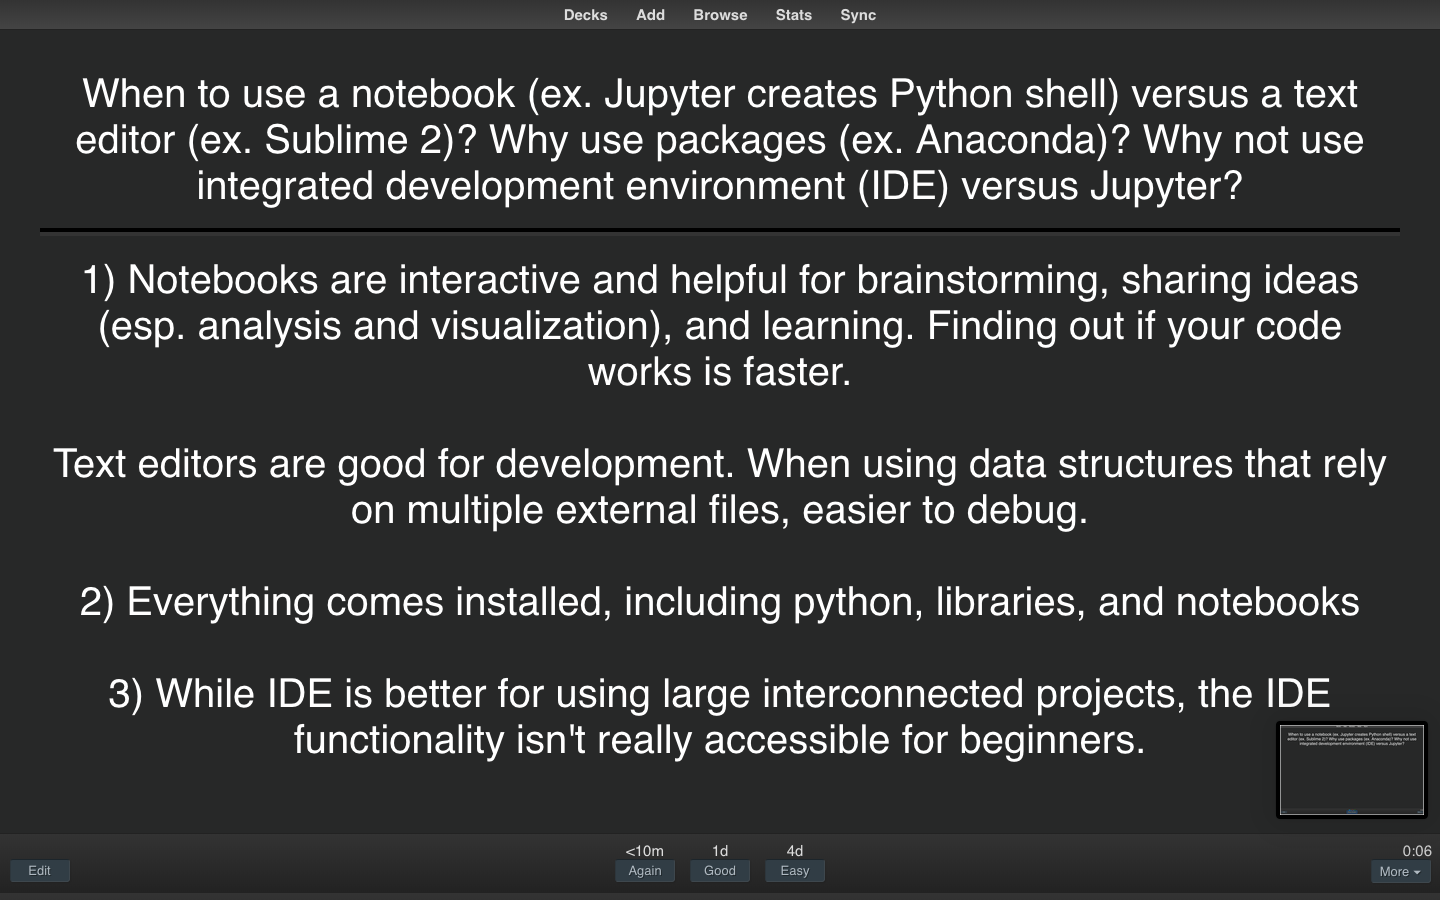 Decks Add Browse Stats Sync
When to use a notebook (ex. Jupyter creates Python shell) versus a text
editor (ex. Sublime 2)? Why use packages (ex. Anaconda)? Why not use
integrated development environment (IDE) versus Jupyter?
1) Notebooks are interactive and helpful for brainstorming, sharing ideas
(esp. analysis and visualization), and learning. Finding out if your code
works is faster.
Text editors are good for development. When using data structures that rely
on multiple external files, easier to debug.
2) Everything comes installed, including python, libraries, and notebooks
3) While IDE is better for using large interconnected projects, the IDE
functionality isn't really accessible for beginners.
When to use a notebook (ex. Jupyter creates Python shell) versus a text
editor (ex. Sublime 2)? Why use packages (ex. Anaconda)? Why not use
integrated development environment (IDE) versus Jupyter?
<10m 1d 4d 0:06
Edit Again Good Easy More